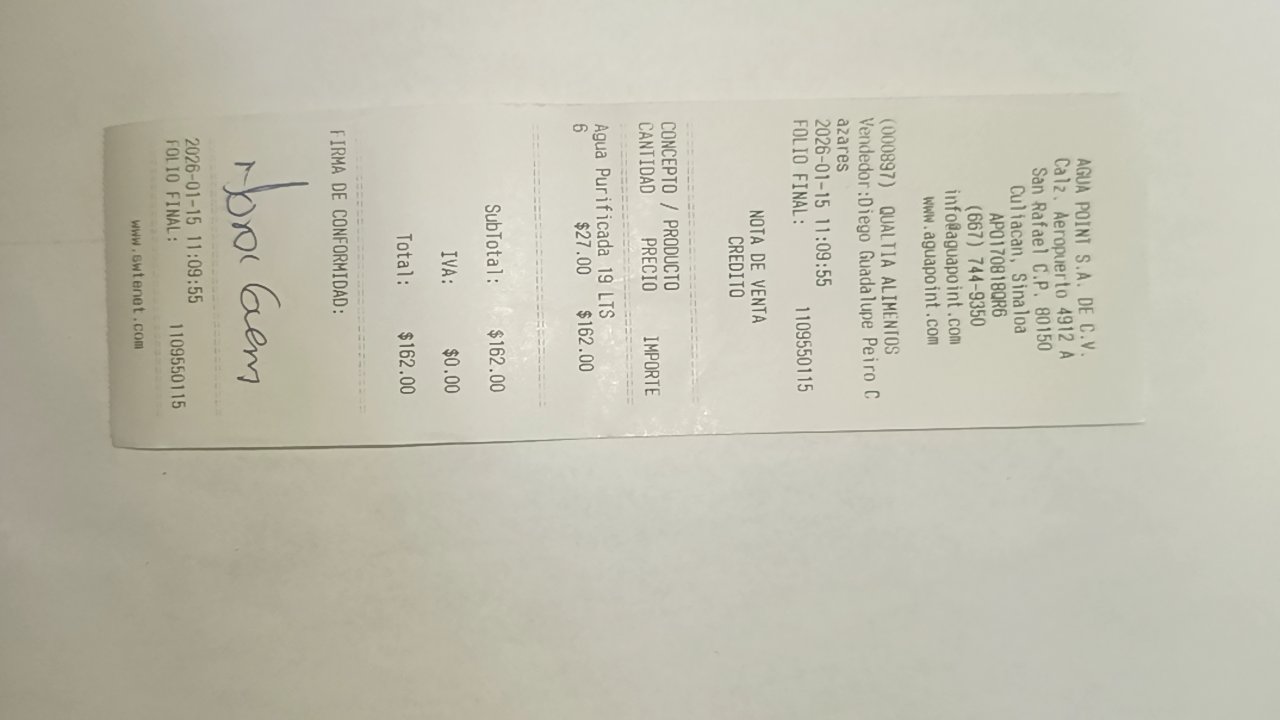 AGUA POINT S.A. DE C.V.
Calz. Aeropuerto 4912 A
San Rafael C.P. 80150
Culiacan, Sinaloa
APO170818QR6
(667) 744-9350
info@aguapoint.com
www.aguapoint.com
(000897) QUALTIA ALIMENTOS
Vendedor:Diego Guadalupe Peiro C
azares
2026-01-15 11:09:55
FOLIO FINAL: 1109550115
NOTA DE VENTA
CREDITO
CONCEPTO / PRODUCTO
CANTIDAD PRECIO IMPORTE
Agua Purificada 19 LTS
6 $27.00 $162.00
SubTotal: $162.00
IVA: $0.00
Total: $162.00
FIRMA DE CONFORMIDAD:
2026-01-15 11:09:55
FOLIO FINAL: 1109550115
www.swtenet.com